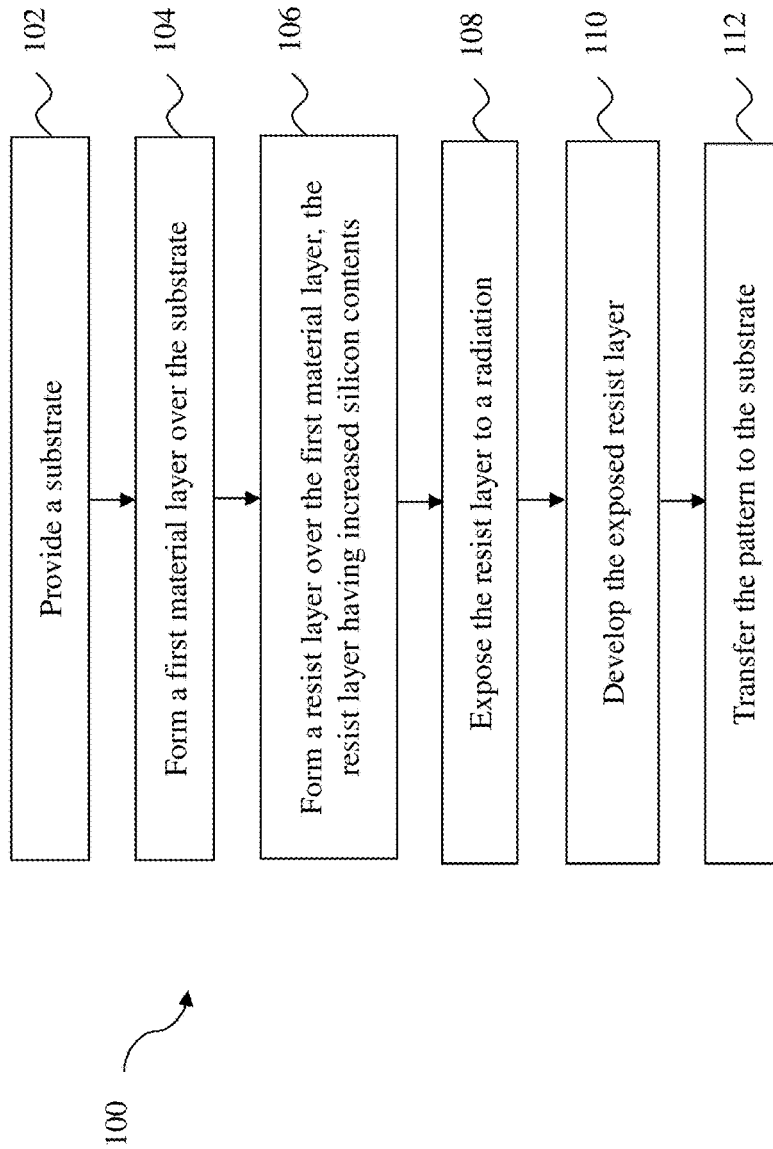 100
Provide a substrate
102
Form a first material layer over the substrate
104
Form a resist layer over the first material layer, the
resist layer having increased silicon contents
106
Expose the resist layer to a radiation
108
Develop the exposed resist layer
110
Transfer the pattern to the substrate
112